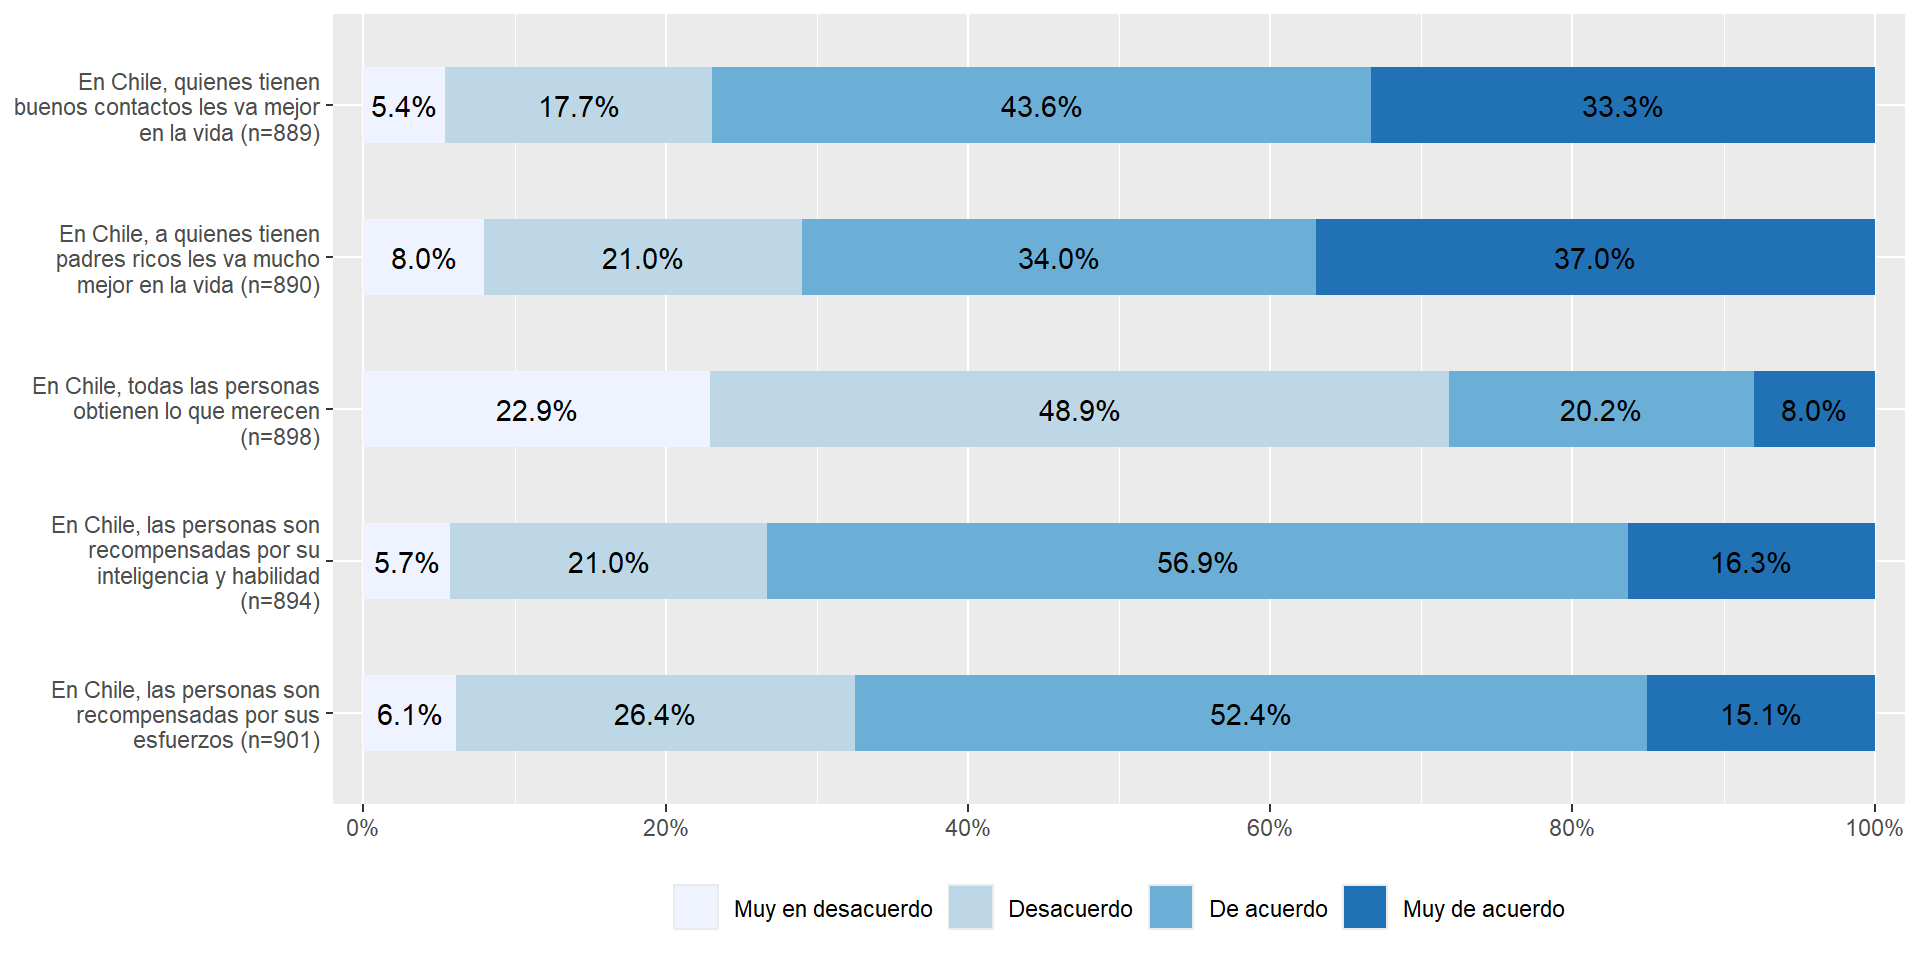 En Chile, quienes tienen
buenos contactos les va mejor
en la vida (n=889)
5.4% 17.7% 43.6% 33.3%
En Chile, a quienes tienen
padres ricos les va mucho
mejor en la vida (n=890)
8.0% 21.0% 34.0% 37.0%
En Chile, todas las personas
obtienen lo que merecen
(n=898)
22.9% 48.9% 20.2% 8.0%
En Chile, las personas son
recompensadas por su
inteligencia y habilidad
(n=894)
5.7% 21.0% 56.9% 16.3%
En Chile, las personas son
recompensadas por sus
esfuerzos (n=901)
6.1% 26.4% 52.4% 15.1%
0% 20% 40% 60% 80% 100%
Muy en desacuerdo Desacuerdo De acuerdo Muy de acuerdo